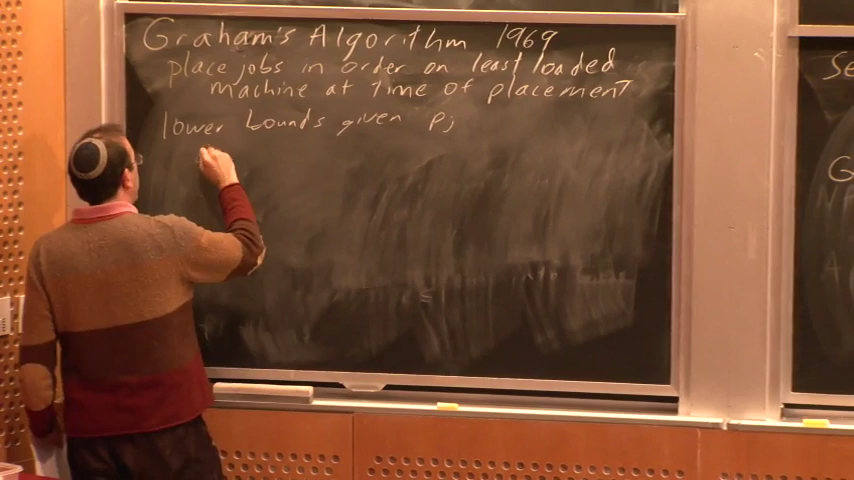 Graham's Algorithm 1969
place jobs in order on least loaded
machine at time of placement
lower bounds given Pj
Se
G